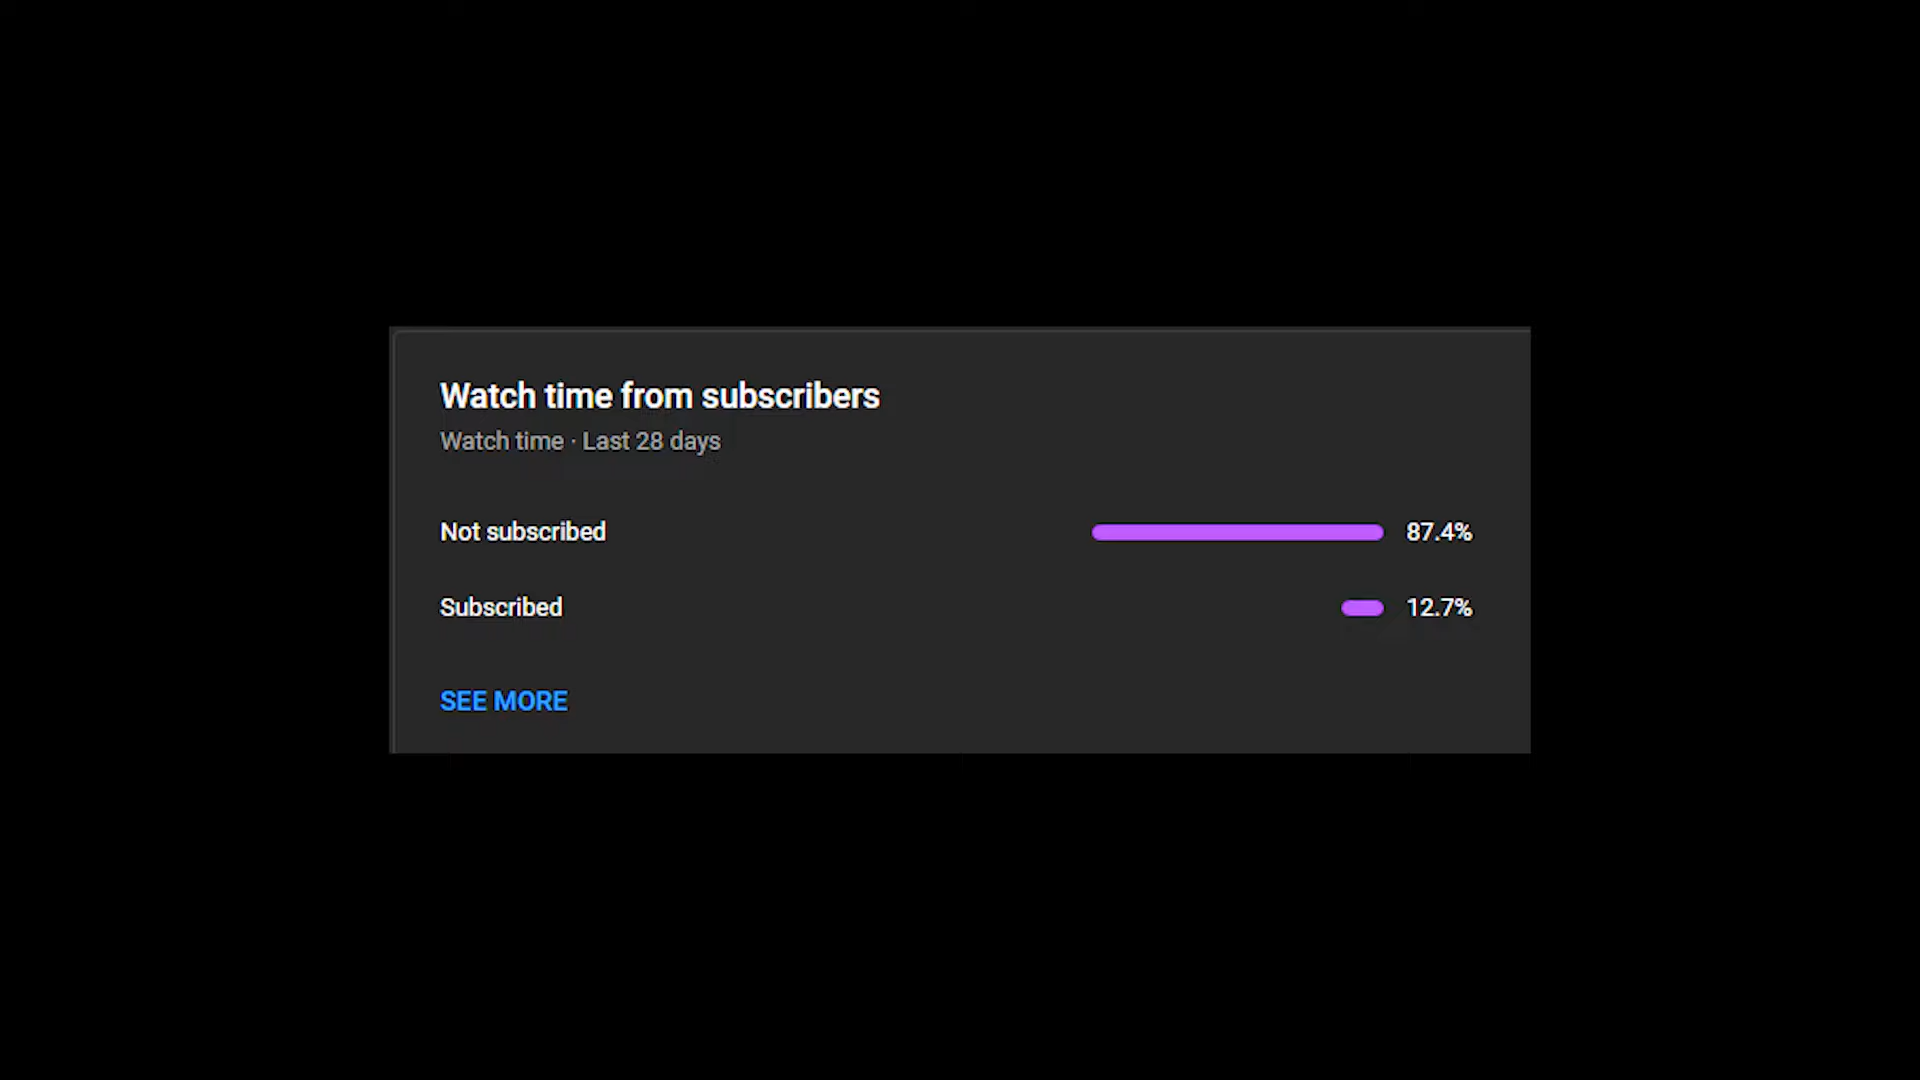 Watch time from subscribers
Watch time · Last 28 days
Not subscribed 87.4%
Subscribed 12.7%
SEE MORE